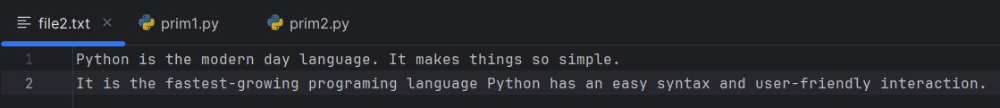 file2.txt prim1.py prim2.py
1 Python is the modern day language. It makes things so simple.
2 It is the fastest-growing programing language Python has an easy syntax and user-friendly interaction.